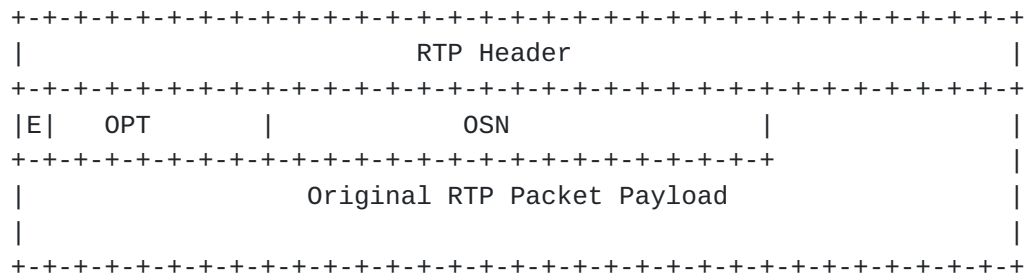 +-+-+-+-+-+-+-+-+-+-+-+-+-+-+-+-+-+-+-+-+-+-+-+-+-+-+-+-+-+-+-+-+
|                         RTP Header                            |
+-+-+-+-+-+-+-+-+-+-+-+-+-+-+-+-+-+-+-+-+-+-+-+-+-+-+-+-+-+-+-+-+
|E|   OPT       |            OSN                |               |
+-+-+-+-+-+-+-+-+-+-+-+-+-+-+-+-+-+-+-+-+-+-+-+-+               |
|                  Original RTP Packet Payload                  |
|                                                               |
+-+-+-+-+-+-+-+-+-+-+-+-+-+-+-+-+-+-+-+-+-+-+-+-+-+-+-+-+-+-+-+-+